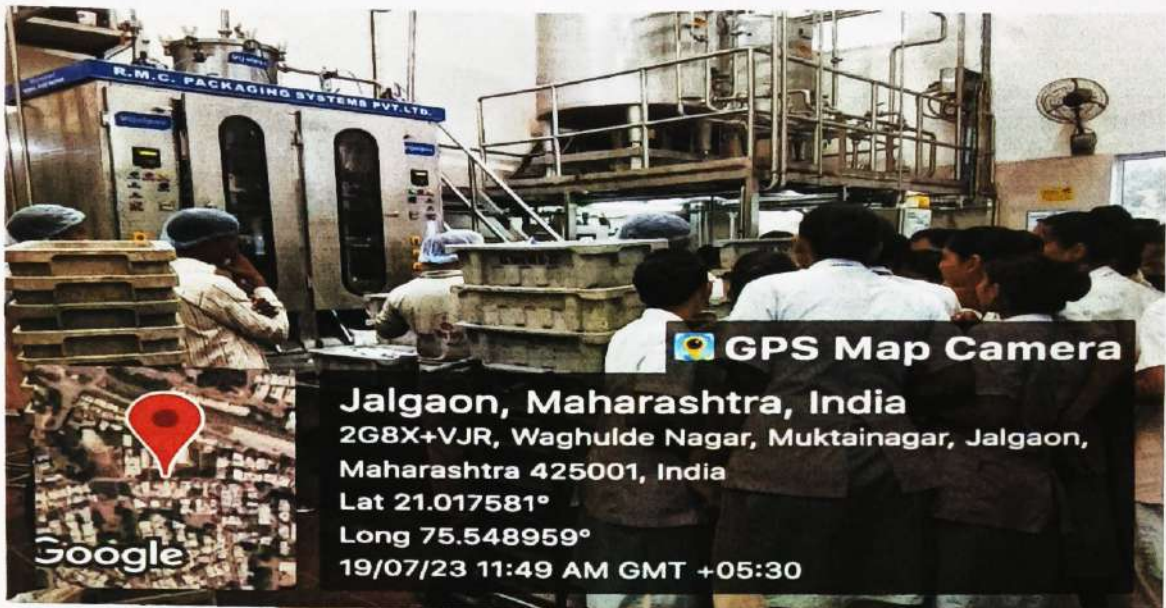 R.M.C. PACKAGING SYSTEMS PVT.LTD.
GPS Map Camera
Jalgaon, Maharashtra, India
2G8X+VJR, Waghulde Nagar, Muktainagar, Jalgaon,
Maharashtra 425001, India
Lat 21.017581°
Long 75.548959°
19/07/23 11:49 AM GMT +05:30
Google